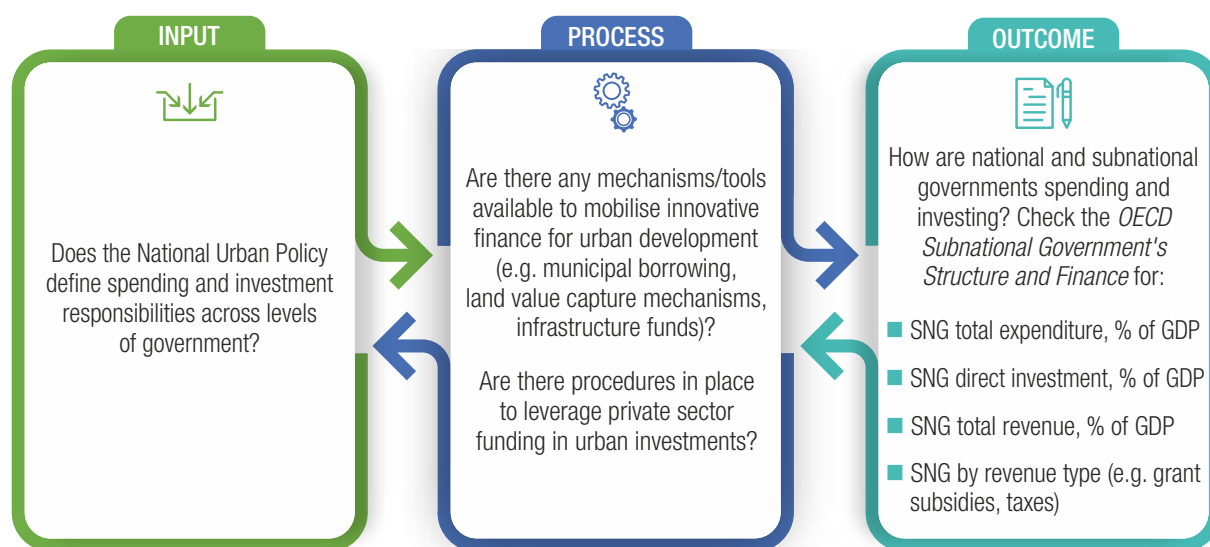 INPUT
Does the National Urban Policy
define spending and investment
responsibilities across levels
of government?
PROCESS
Are there any mechanisms/tools
available to mobilise innovative
finance for urban development
(e.g. municipal borrowing,
land value capture mechanisms,
infrastructure funds)?
Are there procedures in place
to leverage private sector
funding in urban investments?
OUTCOME
How are national and subnational
governments spending and
investing? Check the OECD
Subnational Government's
Structure and Finance for:
SNG total expenditure, % of GDP
SNG direct investment, % of GDP
SNG total revenue, % of GDP
SNG by revenue type (e.g. grant
subsidies, taxes)